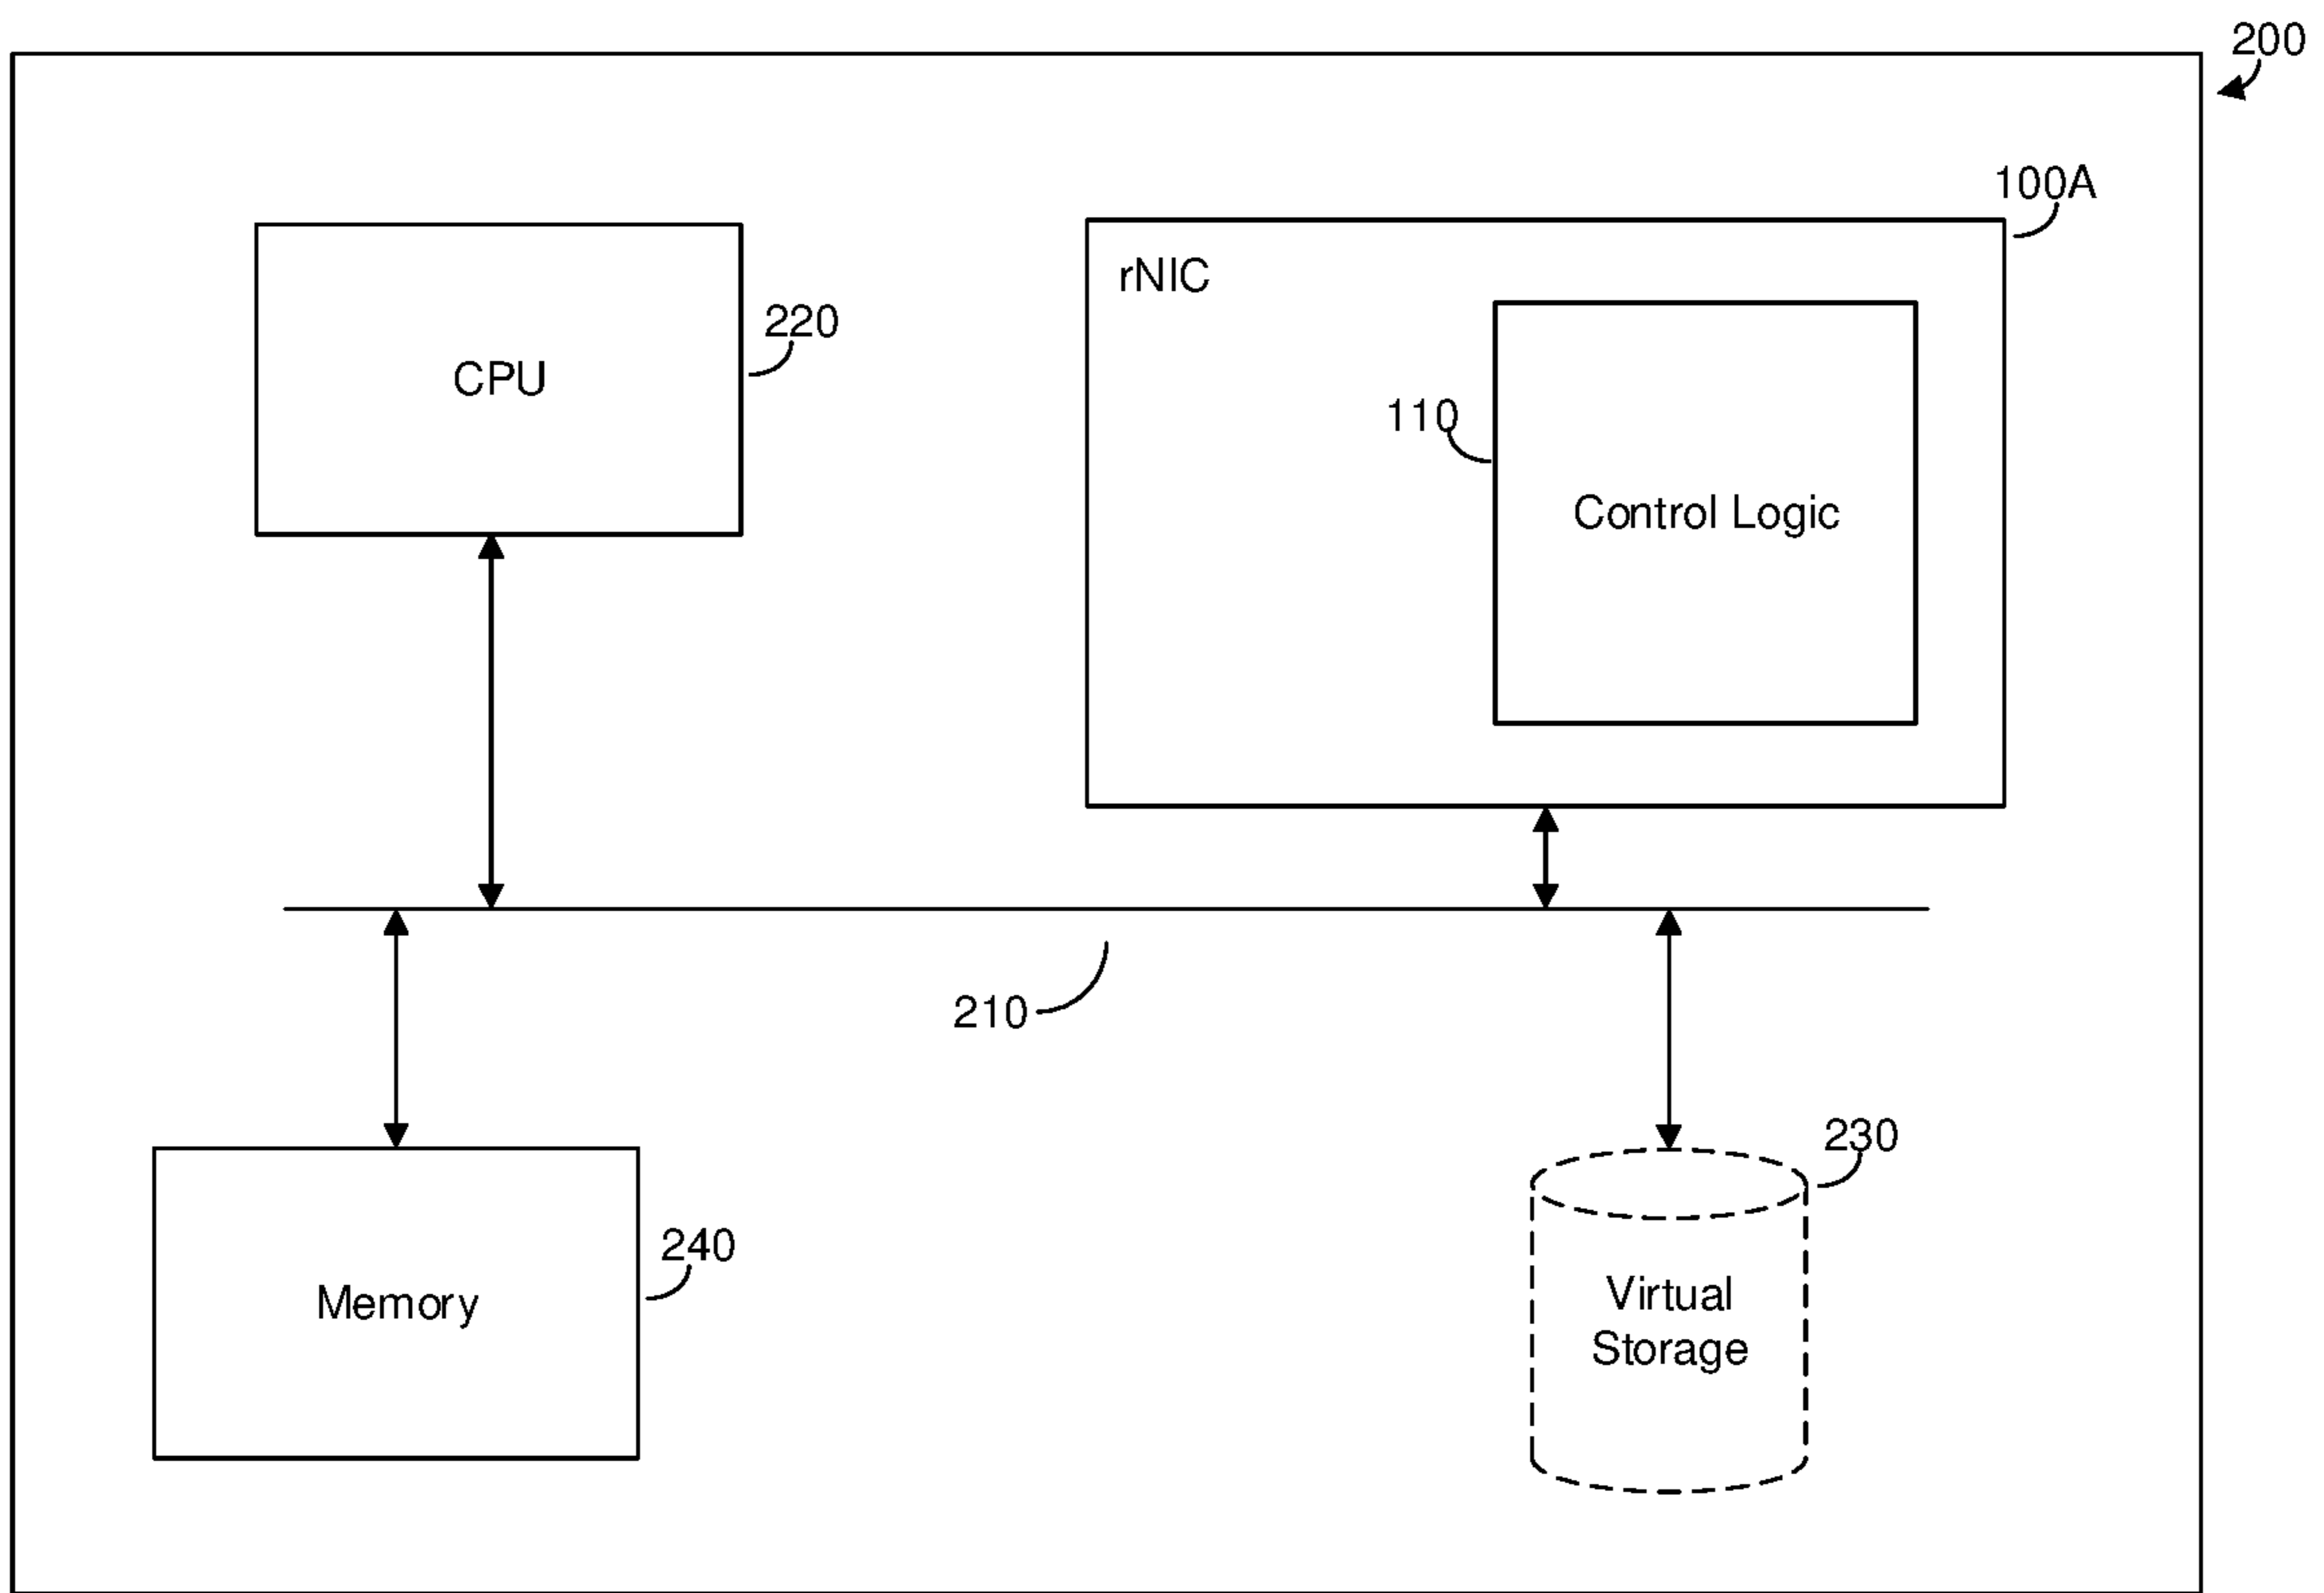 200
100A
rNIC
220
CPU
110
Control Logic
210
230
240
Virtual
Storage
Memory